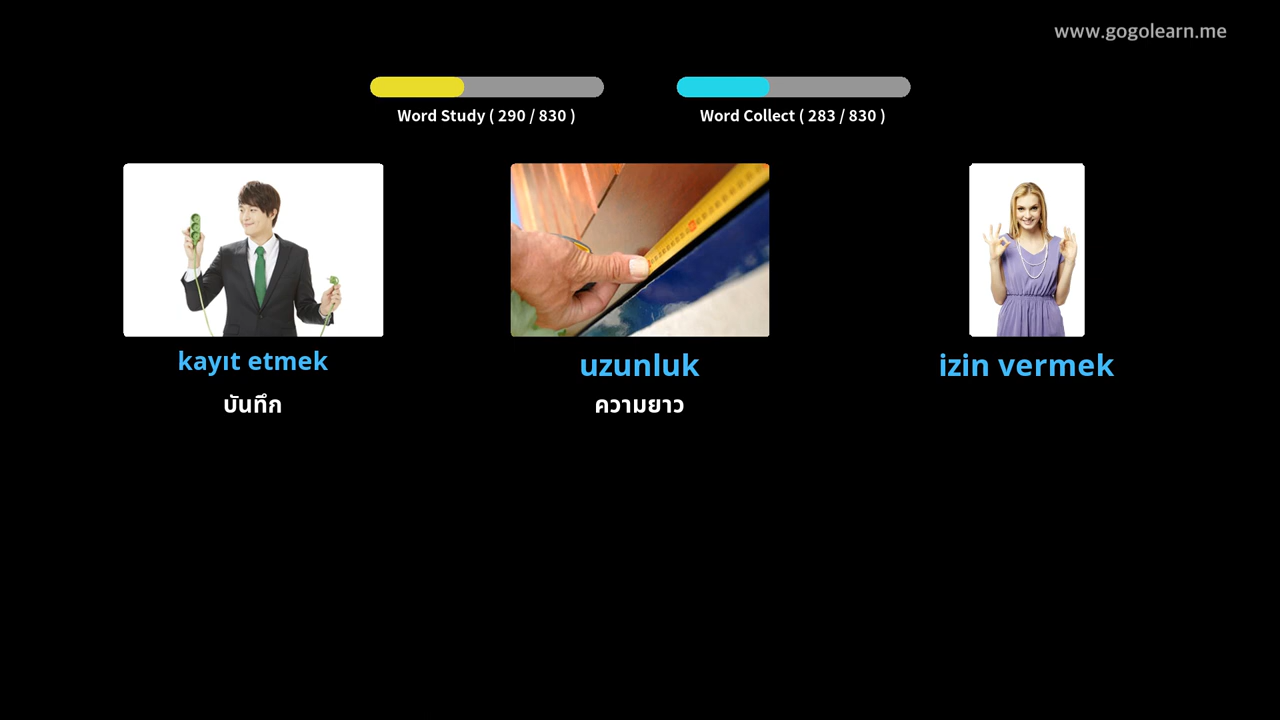 www.gogolearn.me
Word Study ( 290 / 830 )
Word Collect ( 283 / 830 )
kayıt etmek
uzunluk
izin vermek
บันทึก
ความยาว